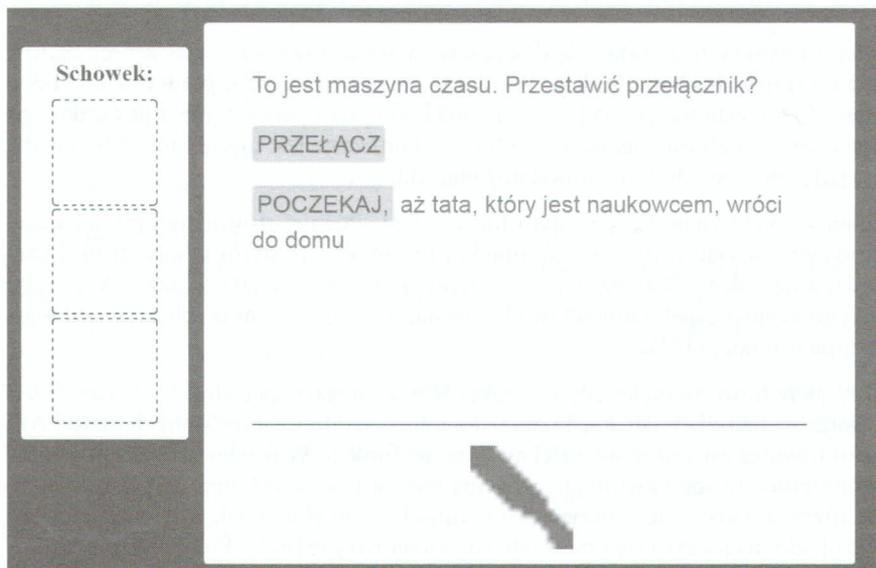 Schowek:
To jest maszyna czasu. Przestawić przełącznik?
PRZEŁĄCZ
POCZEKAJ, aż tata, który jest naukowcem, wróci
do domu